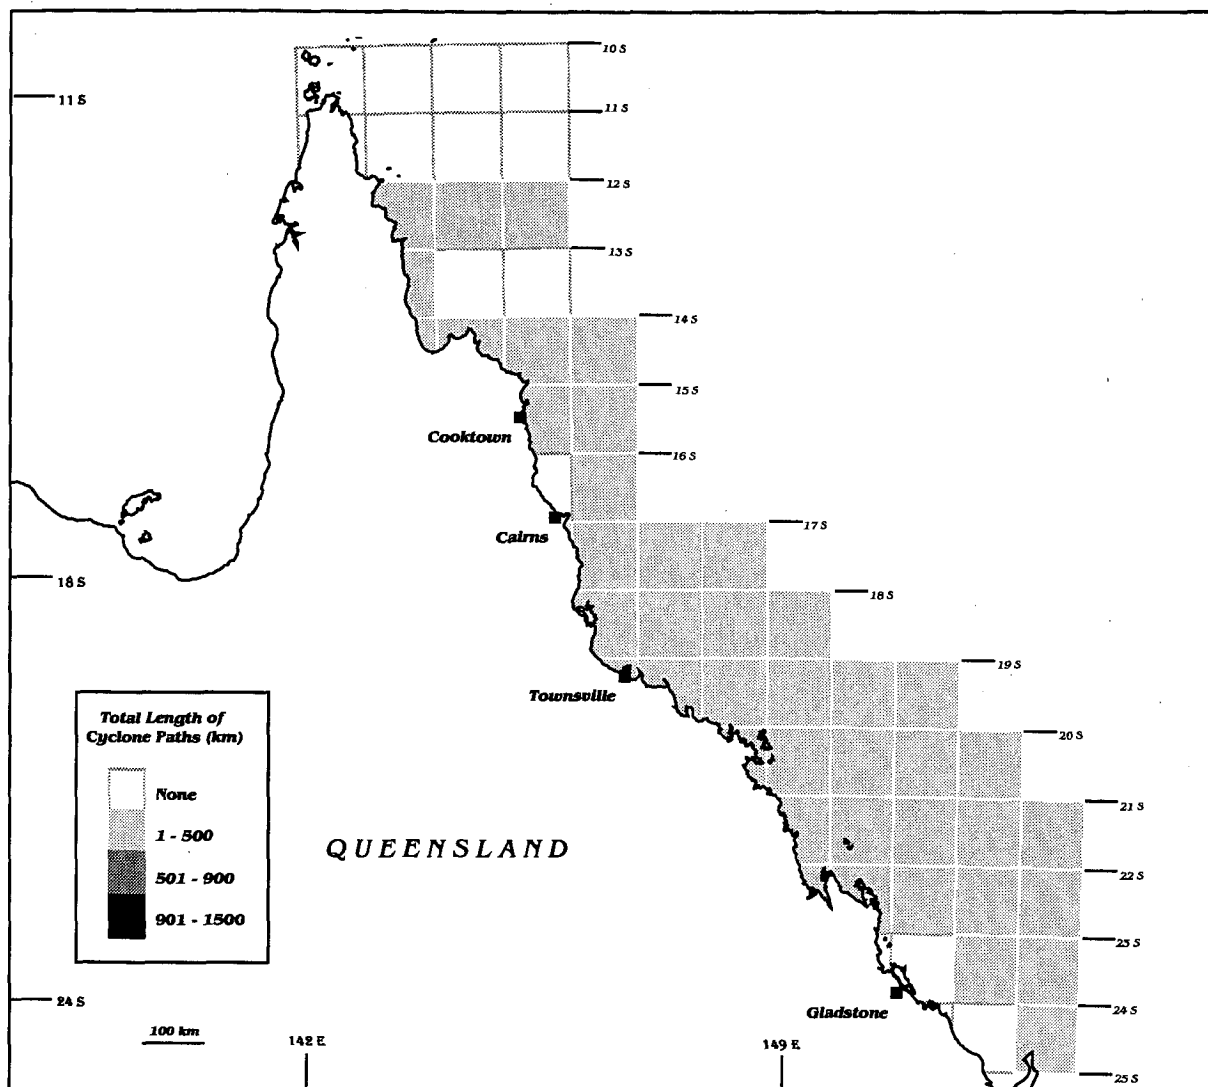 10 S
11 S
11 S
12 S
13 S
14 S
15 S
Cooktown
16 S
Cairns
17 S
18 S
18 S
19 S
Townsville
20 S
Total Length of
Cyclone Paths (km)
None
1 - 500
501 - 900
901 - 1500
21 S
QUEENSLAND
22 S
23 S
24 S
Gladstone
24 S
100 km
142 E
149 E
25 S